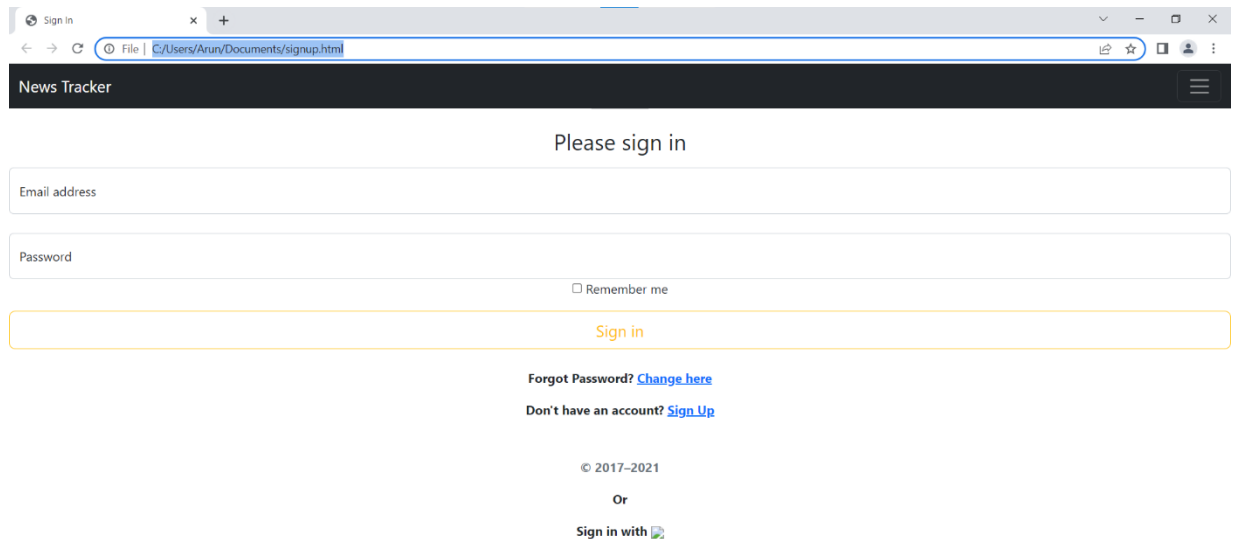 Sign In
File | C:/Users/Arun/Documents/signup.html
News Tracker
Please sign in
Email address
Password
Remember me
Sign in
Forgot Password? Change here
Don't have an account? Sign Up
© 2017–2021
Or
Sign in with